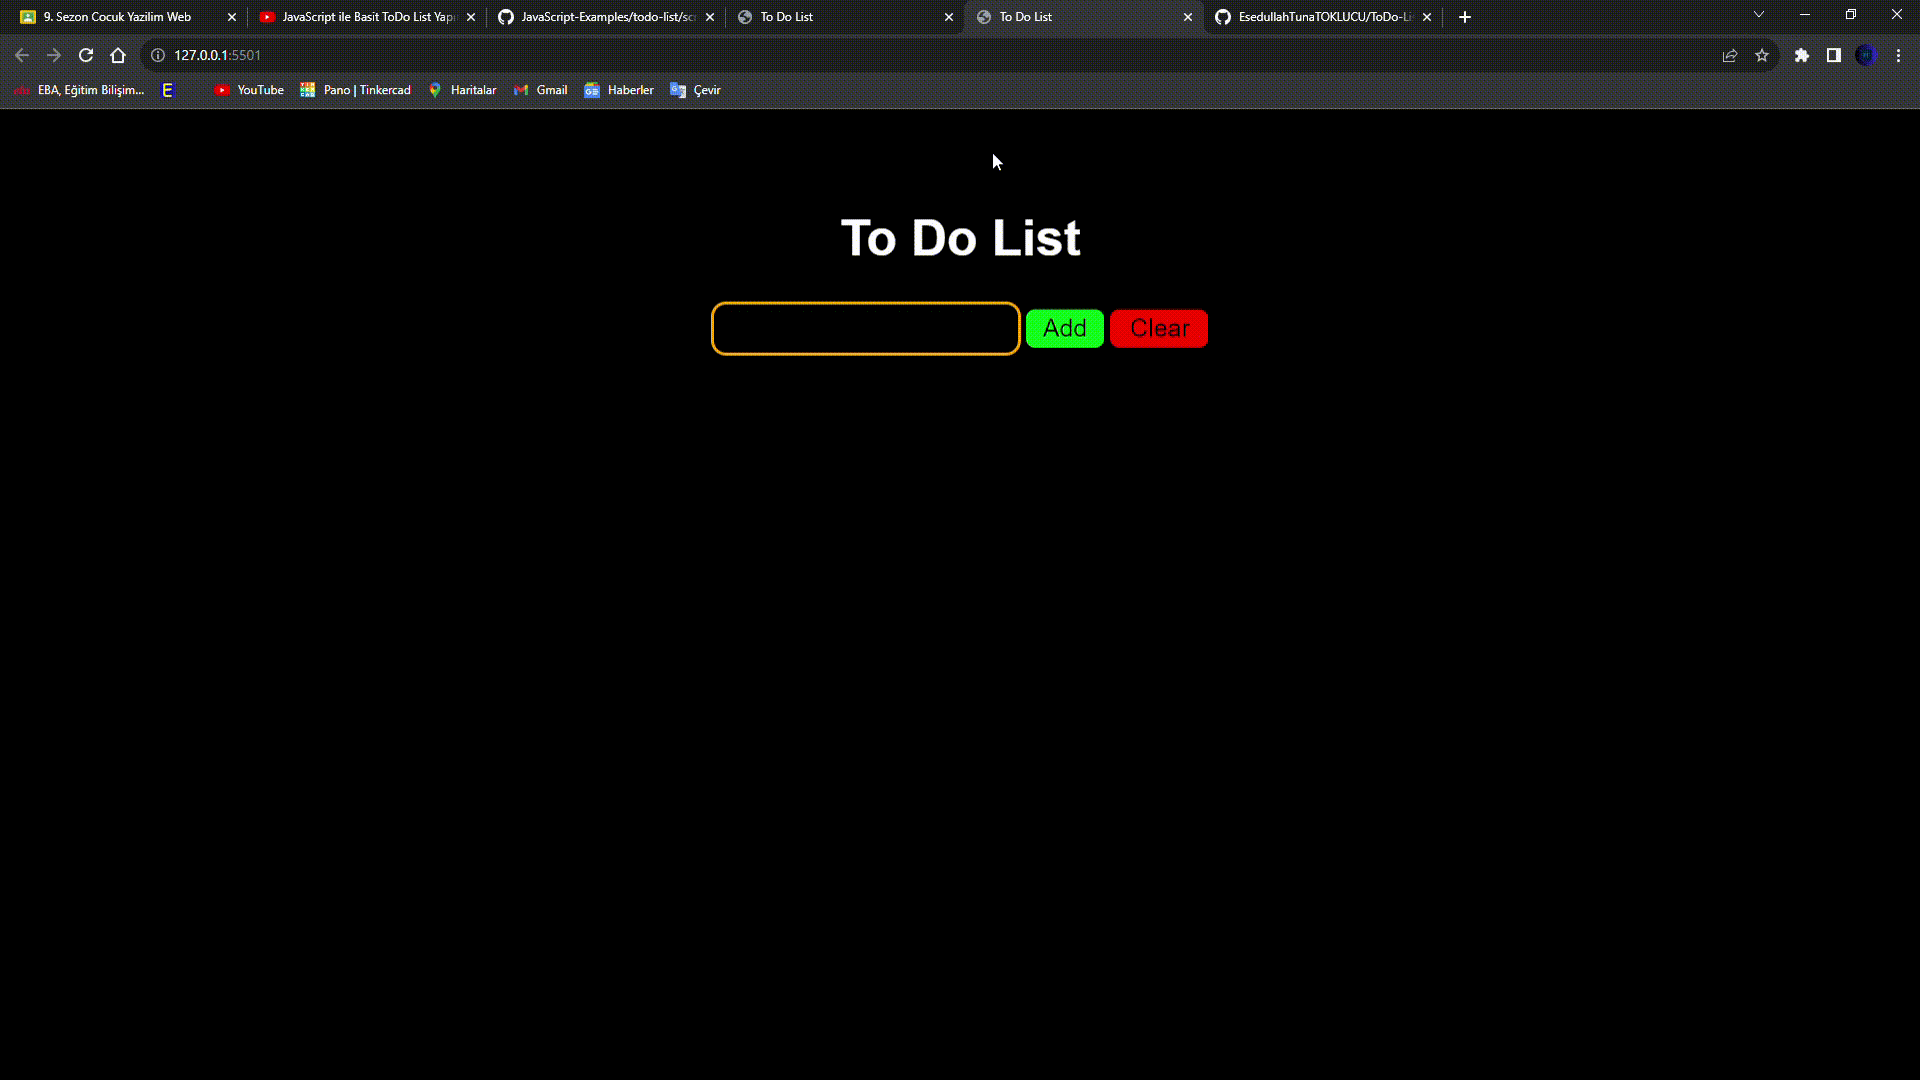 9. Sezon Cocuk Yazilim Web
JavaScript ile Basit ToDo List Yap
JavaScript-Examples/todo-list/sc
To Do List
To Do List
EsedullahTunaTOKLUCU/ToDo-Li
127.0.0.1:5501
EBA, Eğitim Bilişim...
YouTube
Pano | Tinkercad
Haritalar
Gmail
Haberler
Çevir
To Do List
Add
Clear